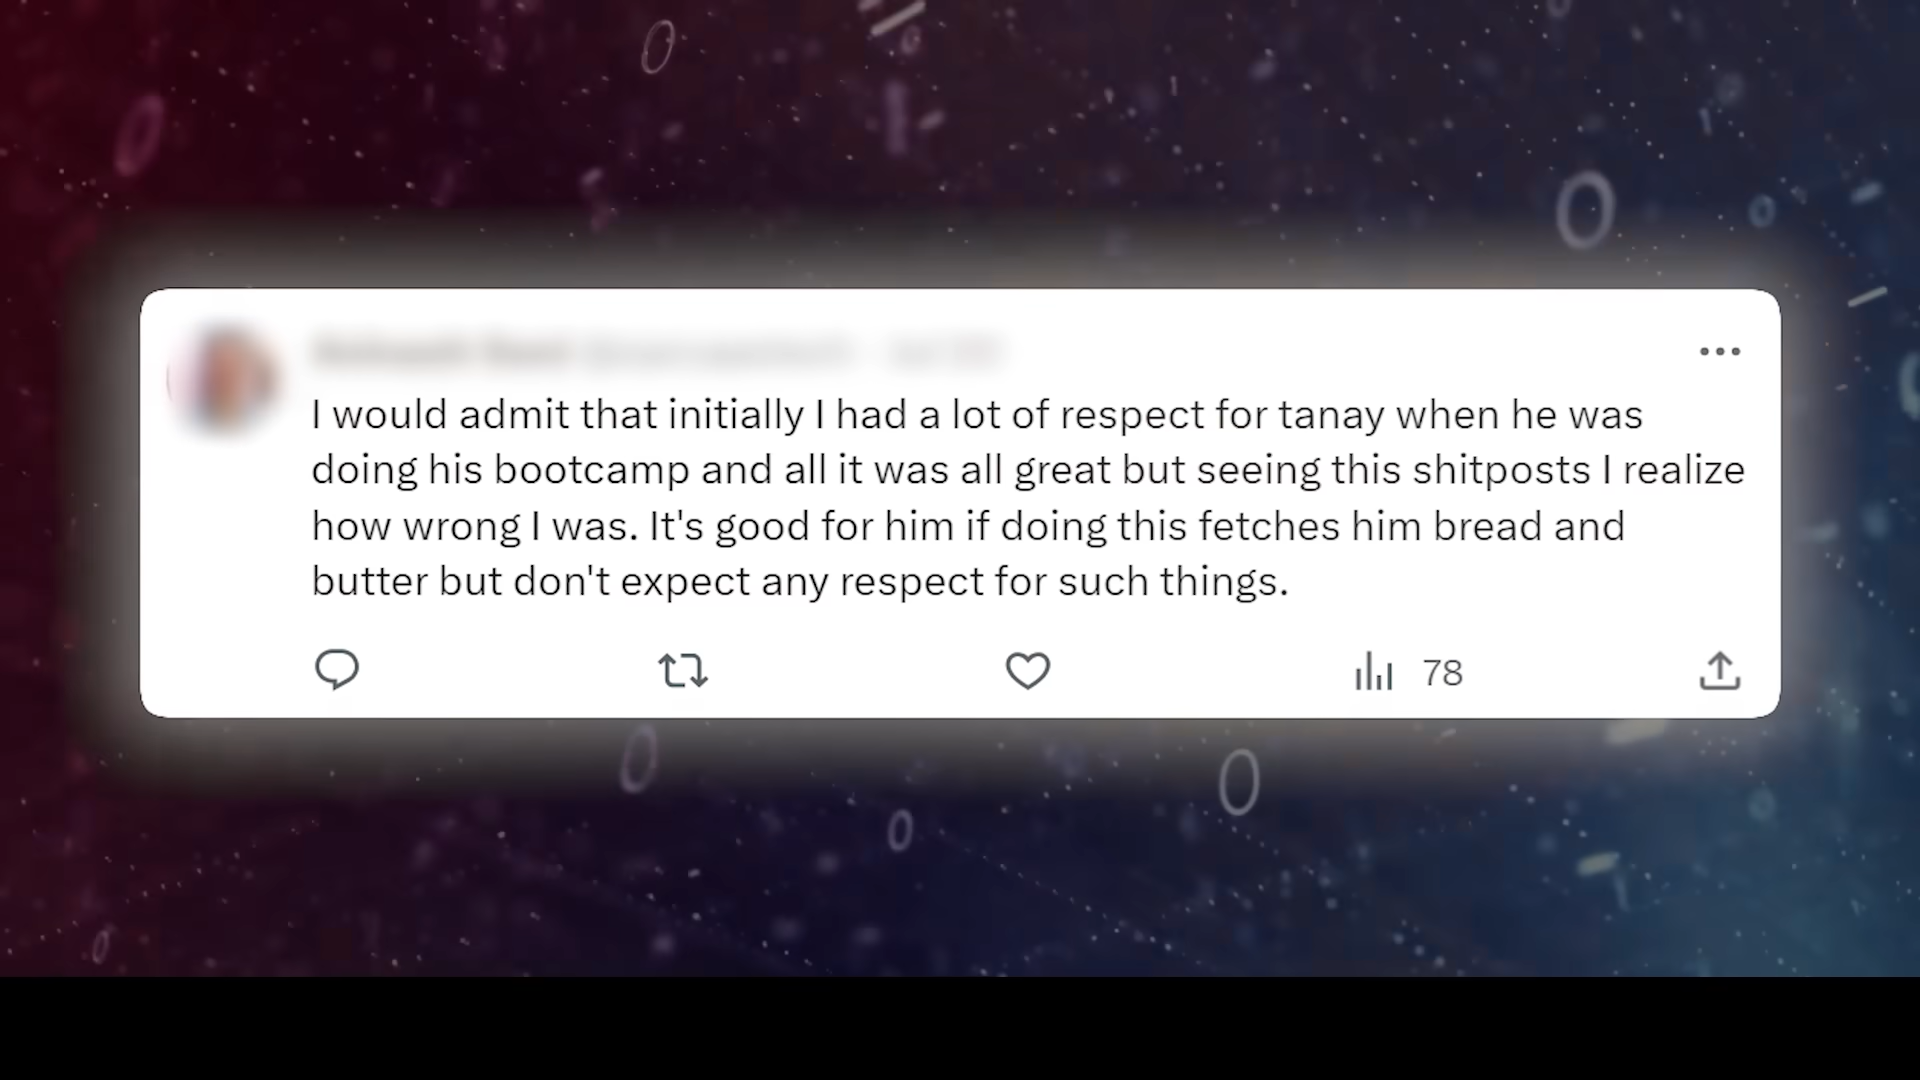 I would admit that initially I had a lot of respect for tanay when he was
doing his bootcamp and all it was all great but seeing this shitposts I realize
how wrong I was. It's good for him if doing this fetches him bread and
butter but don't expect any respect for such things.
78